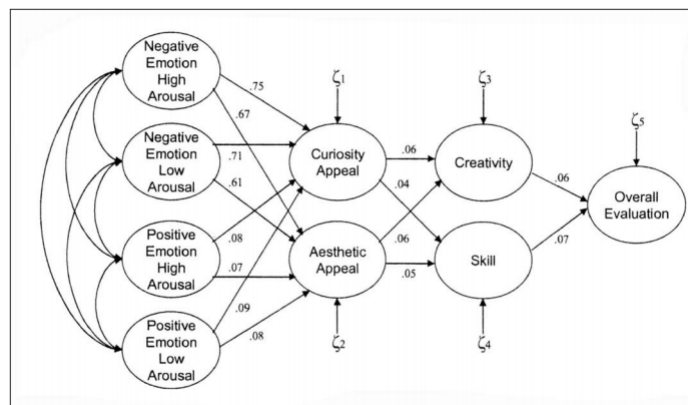 Negative
Emotion
High
Arousal
.75
.67
ζ1
ζ3
Negative
Emotion
Low
Arousal
.71
.61
Curiosity
Appeal
.06
.04
Creativity
.06
ζ5
Overall
Evaluation
Positive
Emotion
High
Arousal
.08
.07
Aesthetic
Appeal
.06
.05
Skill
.07
Positive
Emotion
Low
Arousal
.09
.08
ζ2
ζ4